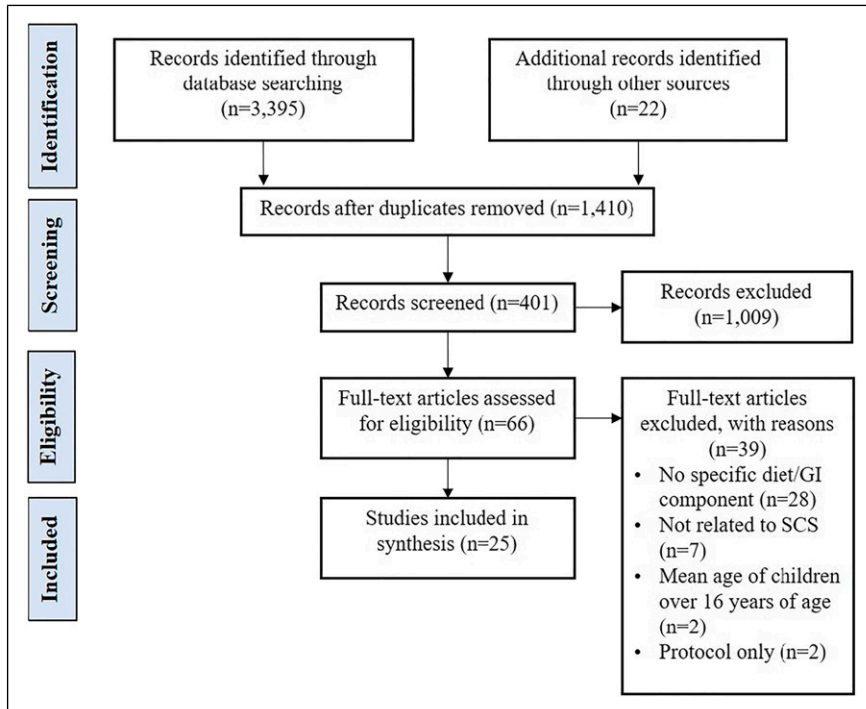 Identification
Records identified through
database searching
(n=3,395)
Additional records identified
through other sources
(n=22)
Records after duplicates removed (n=1,410)
Screening
Records screened (n=401)
Records excluded
(n=1,009)
Eligibility
Full-text articles assessed
for eligibility (n=66)
Full-text articles
excluded, with reasons
(n=39)
• No specific diet/GI
component (n=28)
• Not related to SCS
(n=7)
• Mean age of children
over 16 years of age
(n=2)
• Protocol only (n=2)
Included
Studies included in
synthesis (n=25)